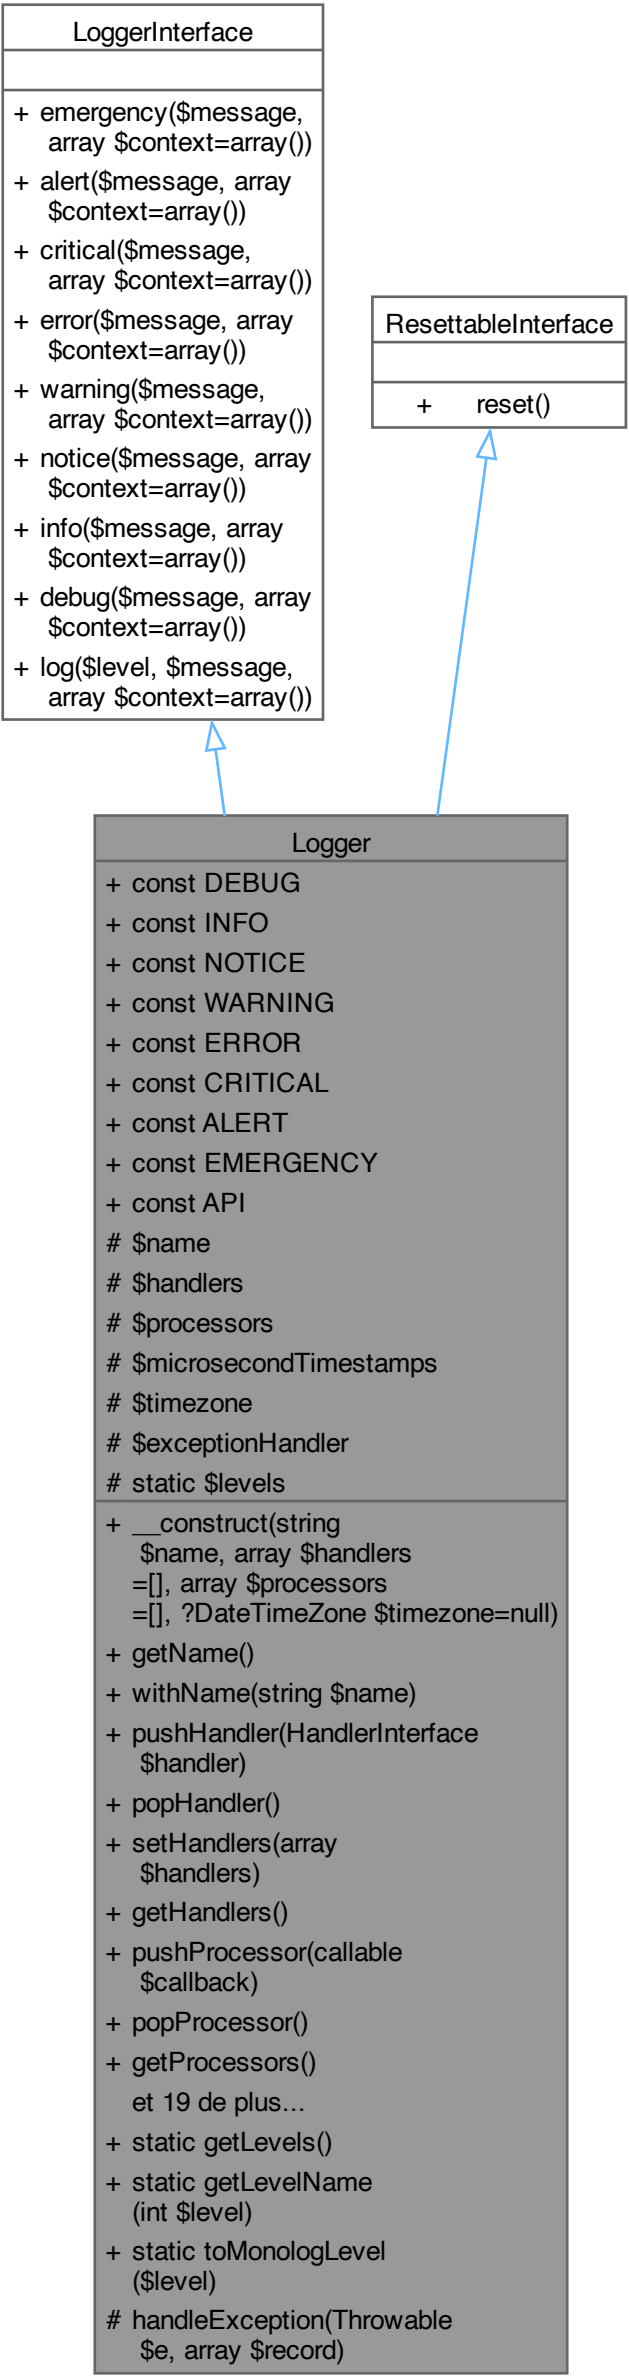 LoggerInterface
+ emergency($message,
array $context=array())
+ alert($message, array
$context=array())
+ critical($message,
array $context=array())
+ error($message, array
$context=array())
+ warning($message,
array $context=array())
+ notice($message, array
$context=array())
+ info($message, array
$context=array())
+ debug($message, array
$context=array())
+ log($level, $message,
array $context=array())
ResettableInterface
+ reset()
Logger
+ const DEBUG
+ const INFO
+ const NOTICE
+ const WARNING
+ const ERROR
+ const CRITICAL
+ const ALERT
+ const EMERGENCY
+ const API
# $name
# $handlers
# $processors
# $microsecondTimestamps
# $timezone
# $exceptionHandler
# static $levels
+ __construct(string
$name, array $handlers
=[], array $processors
=[], ?DateTimeZone $timezone=null)
+ getName()
+ withName(string $name)
+ pushHandler(HandlerInterface
$handler)
+ popHandler()
+ setHandlers(array
$handlers)
+ getHandlers()
+ pushProcessor(callable
$callback)
+ popProcessor()
+ getProcessors()
et 19 de plus...
+ static getLevels()
+ static getLevelName
(int $level)
+ static toMonologLevel
($level)
# handleException(Throwable
$e, array $record)